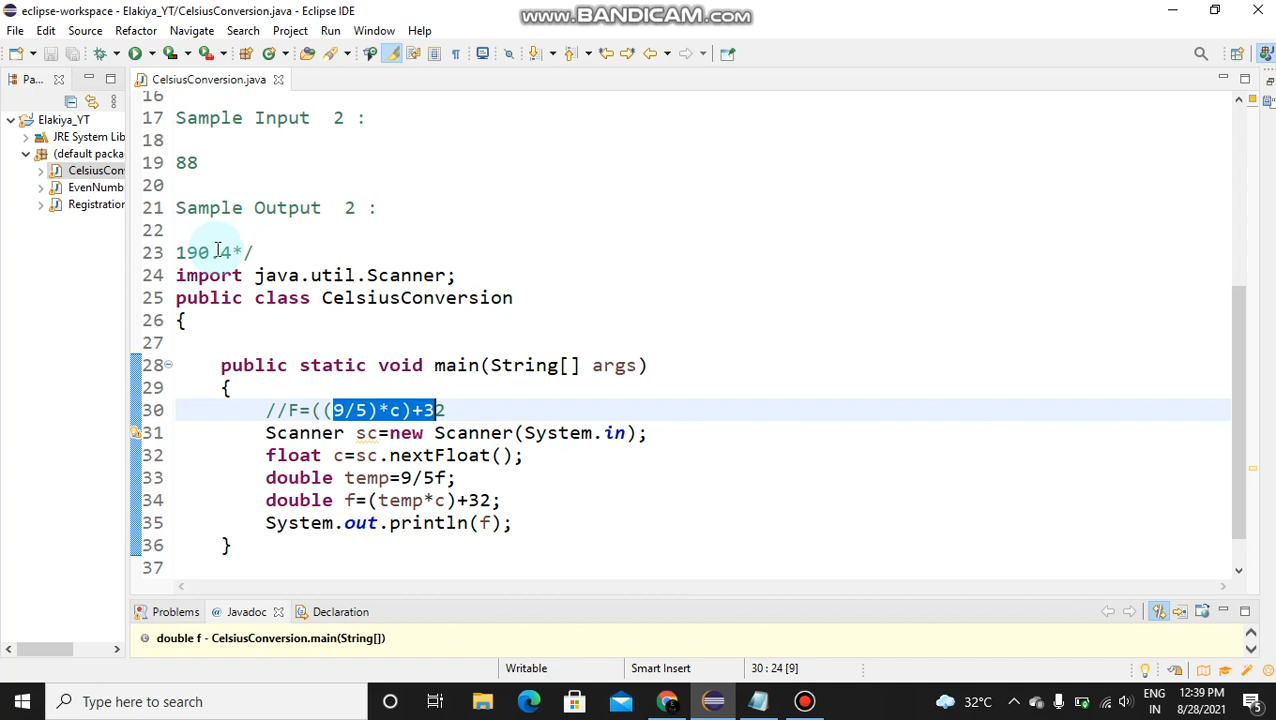 eclipse-workspace - Elakiya_YT/CelsiusConversion.java - Eclipse IDE
www.BANDICAM.com
File Edit Source Refactor Navigate Search Project Run Window Help
Pa...
CelsiusConversion.java
Elakiya_YT
JRE System Lib
(default packa
CelsiusCon
EvenNumb
Registration
16
17 Sample Input  2 :
18
19 88
20
21 Sample Output  2 :
22
23 190.4*/
24 import java.util.Scanner;
25 public class CelsiusConversion
26 {
27
28 public static void main(String[] args)
29 {
30 //F=((9/5)*c)+32
31 Scanner sc=new Scanner(System.in);
32 float c=sc.nextFloat();
33 double temp=9/5f;
34 double f=(temp*c)+32;
35 System.out.println(f);
36 }
37
Problems @ Javadoc Declaration
double f - CelsiusConversion.main(String[])
Writable Smart Insert 30 : 24 [9]
Type here to search
32°C
ENG
IN
12:39 PM
8/28/2021
5